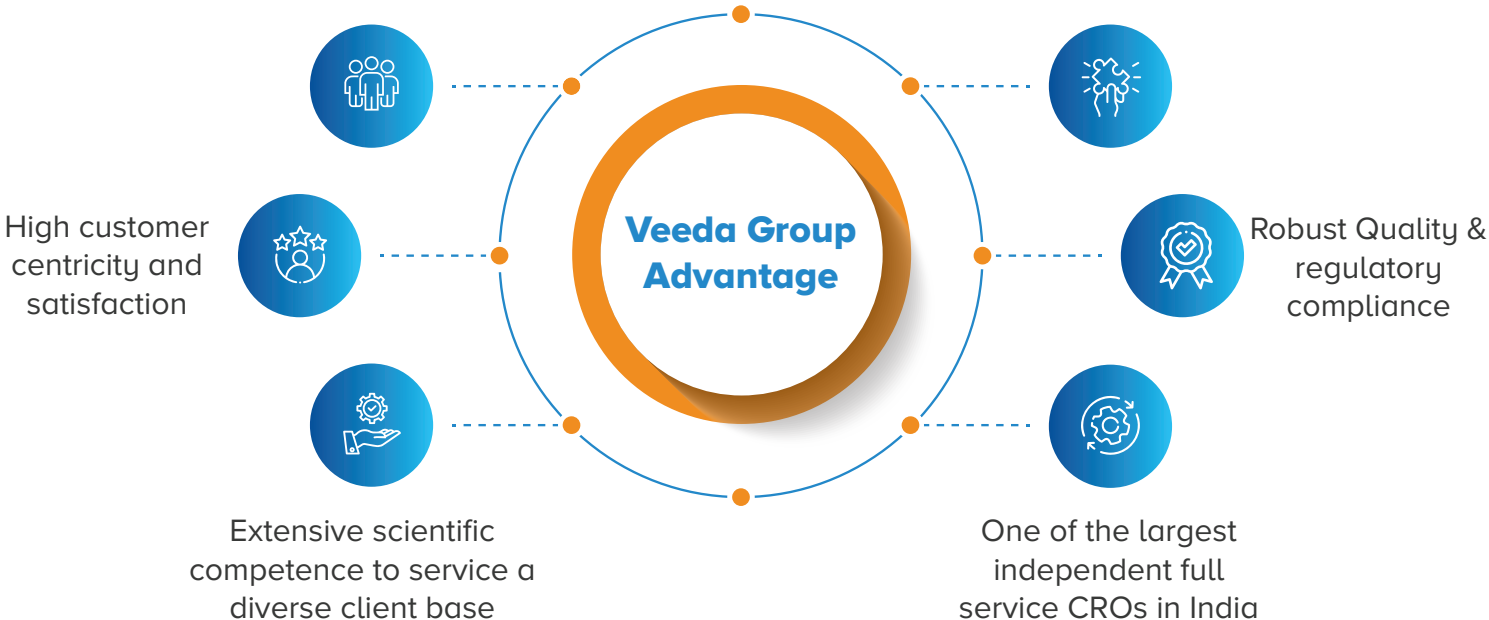 Veeda Group
Advantage
High customer
centricity and
satisfaction
Robust Quality &
regulatory
compliance
Extensive scientific
competence to service a
diverse client base
One of the largest
independent full
service CROs in India